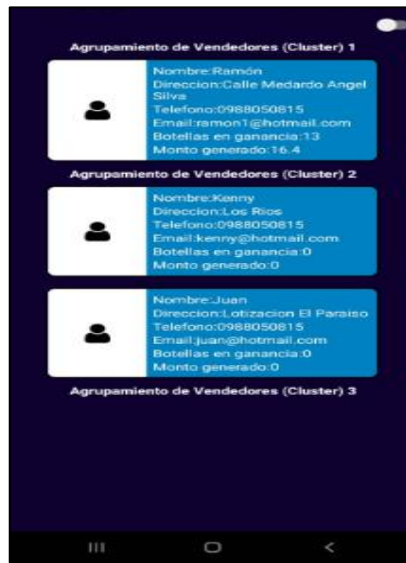 Agrupamiento de Vendedores (Cluster) 1
Nombre:Ramón
Direccion:Calle Medardo Angel
Silva
Telefono:0988050815
Email:ramon1@hotmail.com
Botellas en ganancia:13
Monto generado:16.4
Agrupamiento de Vendedores (Cluster) 2
Nombre:Kenny
Direccion:Los Rios
Telefono:0988050815
Email:kenny@hotmail.com
Botellas en ganancia:0
Monto generado:0
Nombre:Juan
Direccion:Lotizacion El Paraiso
Telefono:0988050815
Email:juan@hotmail.com
Botellas en ganancia:0
Monto generado:0
Agrupamiento de Vendedores (Cluster) 3